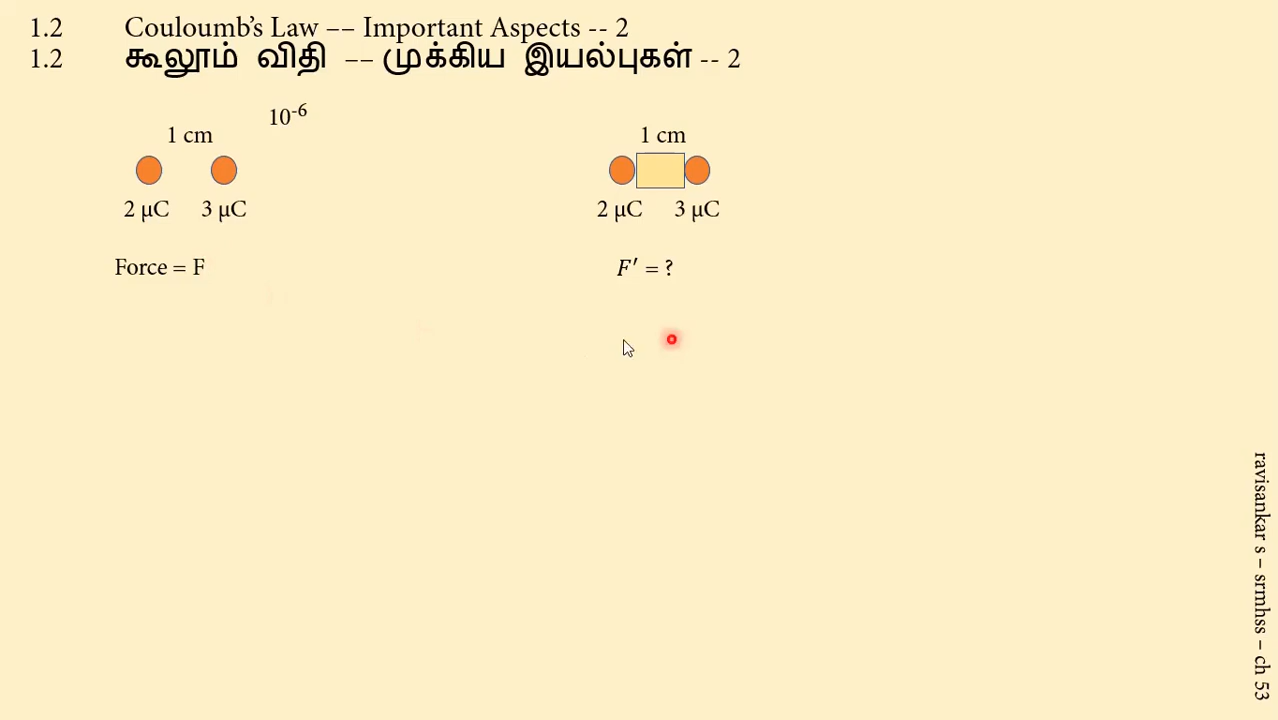 1.2 Couloumb's Law –– Important Aspects -- 2
1.2 கூலூம் விதி –– முக்கிய இயல்புகள் -- 2
10⁻⁶
1 cm
2 μC 3 μC
Force = F
1 cm
2 μC 3 μC
F′ = ?
ravisankar s – srmhss – ch 53